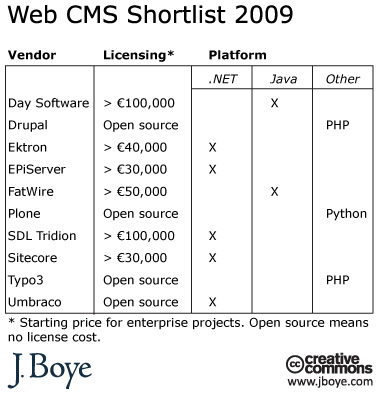 Web CMS Shortlist 2009
Vendor Licensing* Platform
.NET Java Other
Day Software > €100,000 X
Drupal Open source PHP
Ektron > €40,000 X
EPiServer > €30,000 X
FatWire > €50,000 X
Plone Open source Python
SDL Tridion > €100,000 X
Sitecore > €30,000 X
Typo3 Open source PHP
Umbraco Open source X
* Starting price for enterprise projects. Open source means
no license cost.
J.Boye
cc creative
commons
www.jboye.com